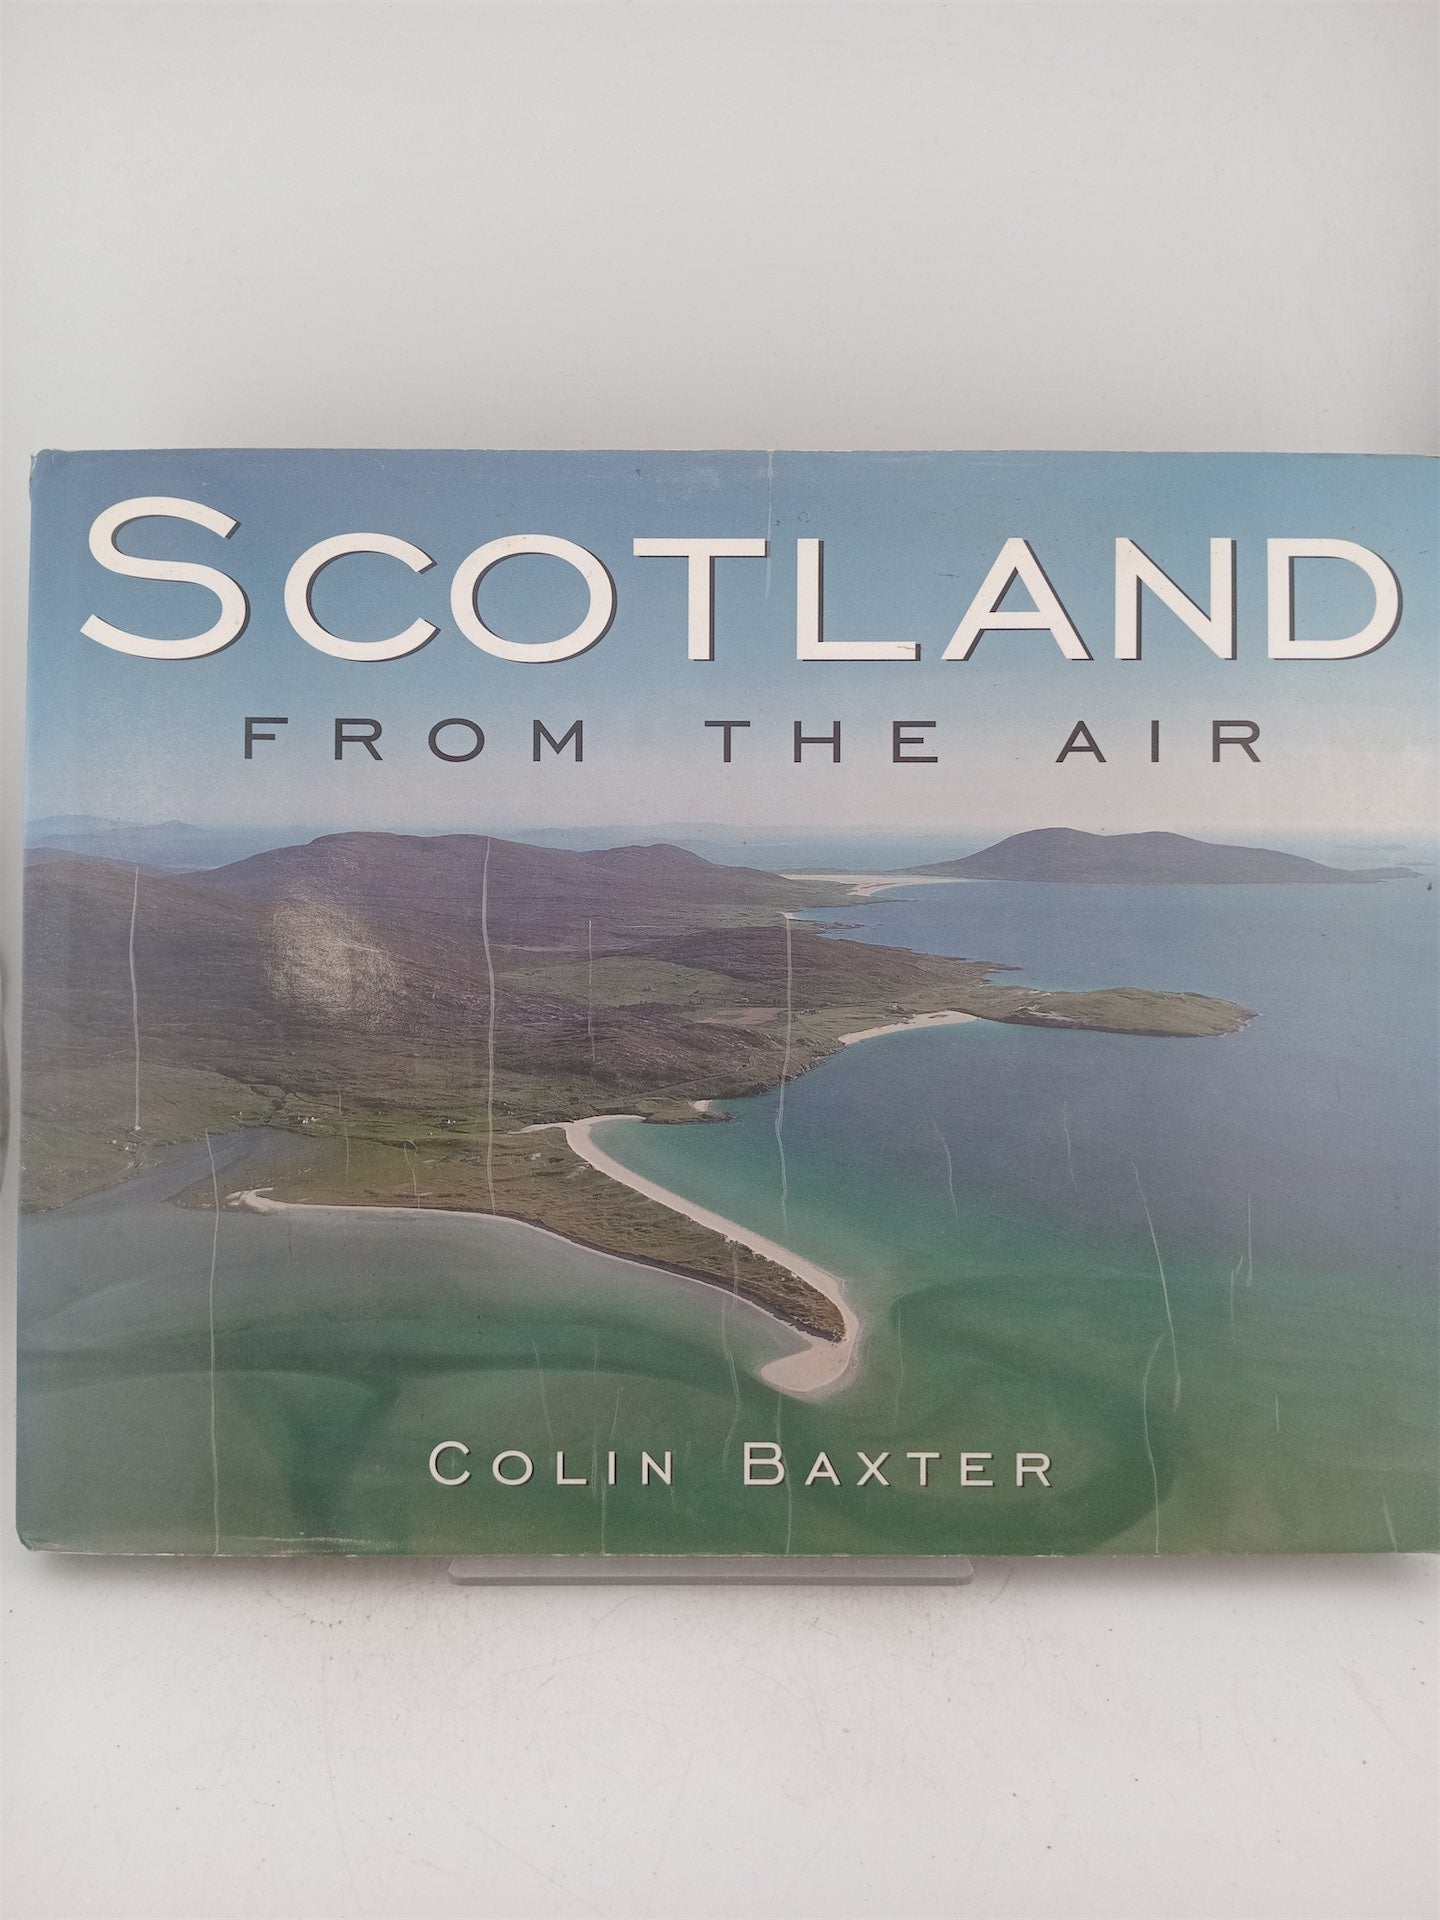 SCOTLAND
FROM THE AIR
COLIN BAXTER